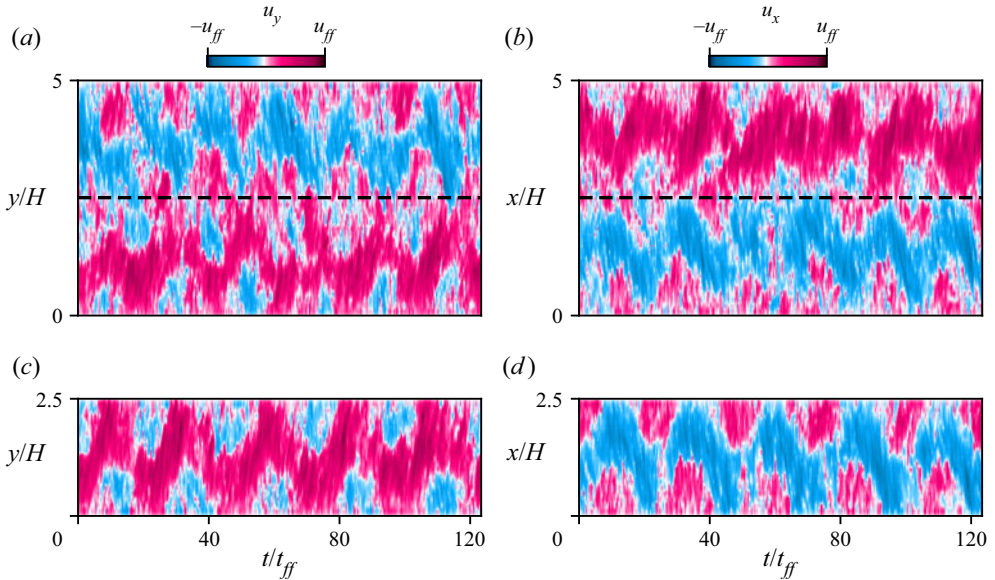 (a) −u_ff u_y u_ff
(b) −u_ff u_x u_ff
5
y/H
0
5
x/H
0
(c)
(d)
2.5
y/H
0 40 80 120
t/t_ff
2.5
x/H
0 40 80 120
t/t_ff